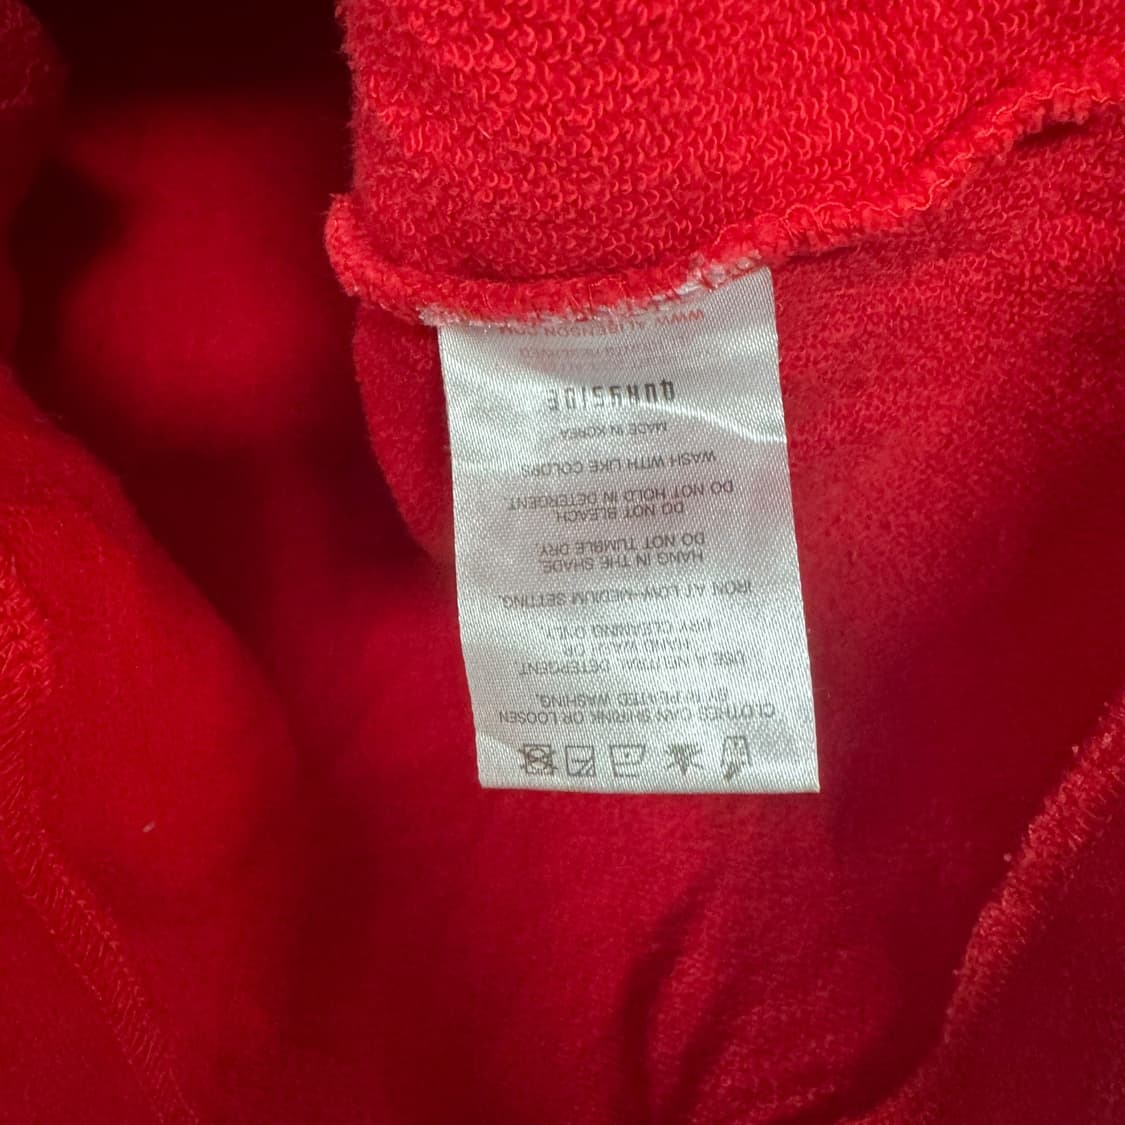 CLOTHES CAN SHRINK OR LOOSEN
BY REPEATED WASHING,
USE A NEUTRAL DETERGENT.
HAND WASH OR
DRY CLEANING ONLY
IRON AT LOW-MEDIUM SETTING.
HANG IN THE SHADE.
DO NOT TUMBLE DRY.
DO NOT BLEACH
DO NOT HOLD IN DETERGENT.
WASH WITH LIKE COLORS
MADE IN KOREA
QUAYSIDE
RESERVED